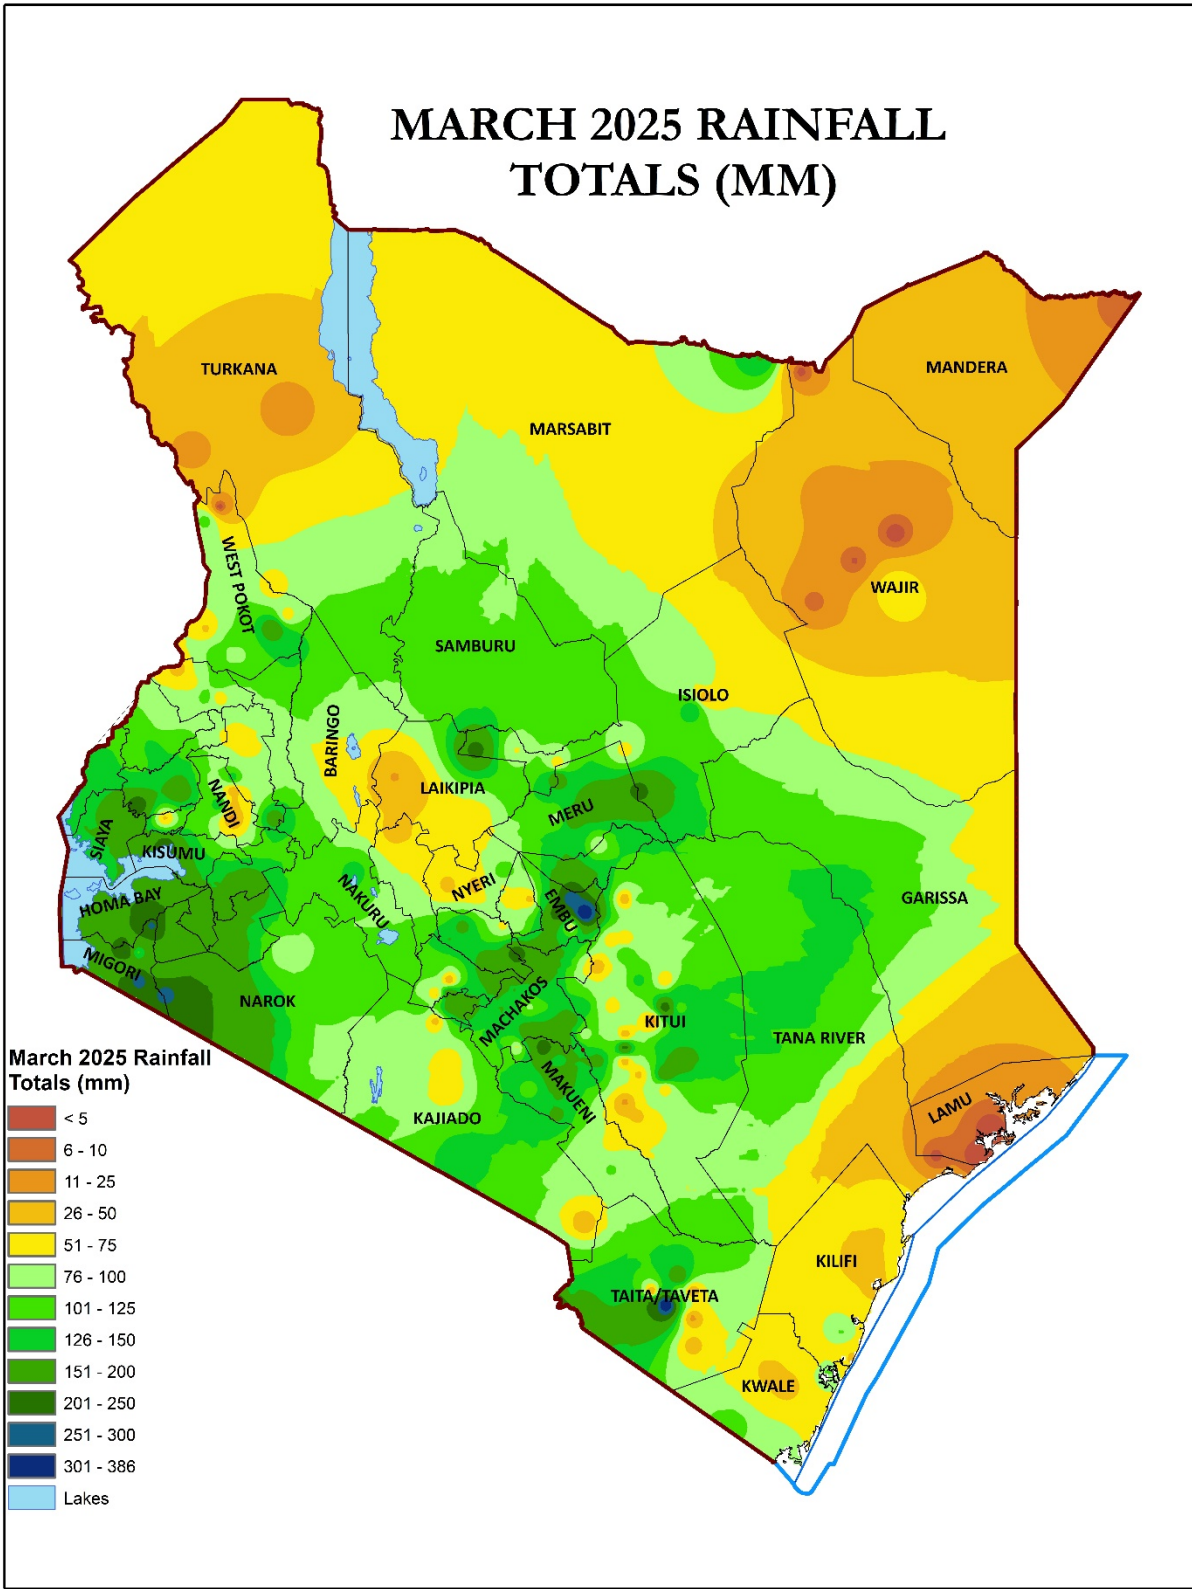 MARCH 2025 RAINFALL
TOTALS (MM)
TURKANA
MANDERA
MARSABIT
WEST POKOT
WAJIR
SAMBURU
ISIOLO
BARINGO
LAIKIPIA
NANDI
MERU
SIAYA
KISUMU
NYERI
NAKURU
EMBU
GARISSA
HOMA BAY
MIGORI
NAROK
MACHAKOS
KITUI
TANA RIVER
MAKUENI
KAJIADO
LAMU
KILIFI
TAITA/TAVETA
KWALE
March 2025 Rainfall
Totals (mm)
< 5
6 - 10
11 - 25
26 - 50
51 - 75
76 - 100
101 - 125
126 - 150
151 - 200
201 - 250
251 - 300
301 - 386
Lakes